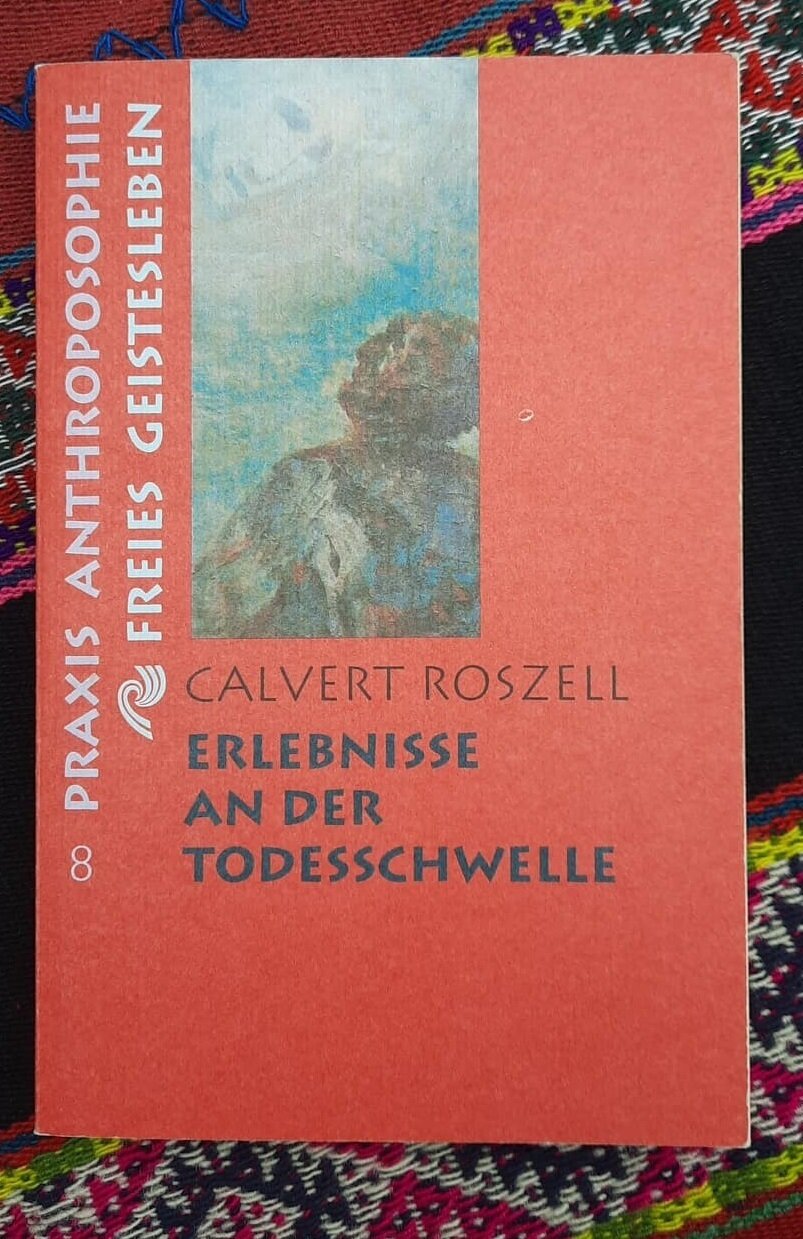 PRAXIS ANTHROPOSOPHIE
FREIES GEISTESLEBEN
8
CALVERT ROSZELL
ERLEBNISSE
AN DER
TODESSCHWELLE